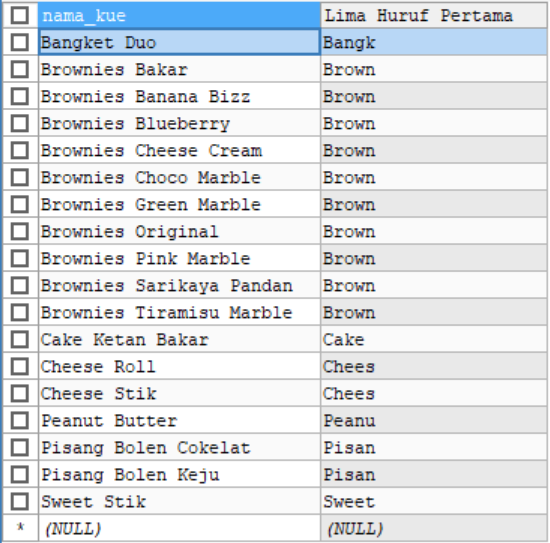 nama_kue Lima Huruf Pertama
Bangket Duo Bangk
Brownies Bakar Brown
Brownies Banana Bizz Brown
Brownies Blueberry Brown
Brownies Cheese Cream Brown
Brownies Choco Marble Brown
Brownies Green Marble Brown
Brownies Original Brown
Brownies Pink Marble Brown
Brownies Sarikaya Pandan Brown
Brownies Tiramisu Marble Brown
Cake Ketan Bakar Cake
Cheese Roll Chees
Cheese Stik Chees
Peanut Butter Peanu
Pisang Bolen Cokelat Pisan
Pisang Bolen Keju Pisan
Sweet Stik Sweet
* (NULL) (NULL)